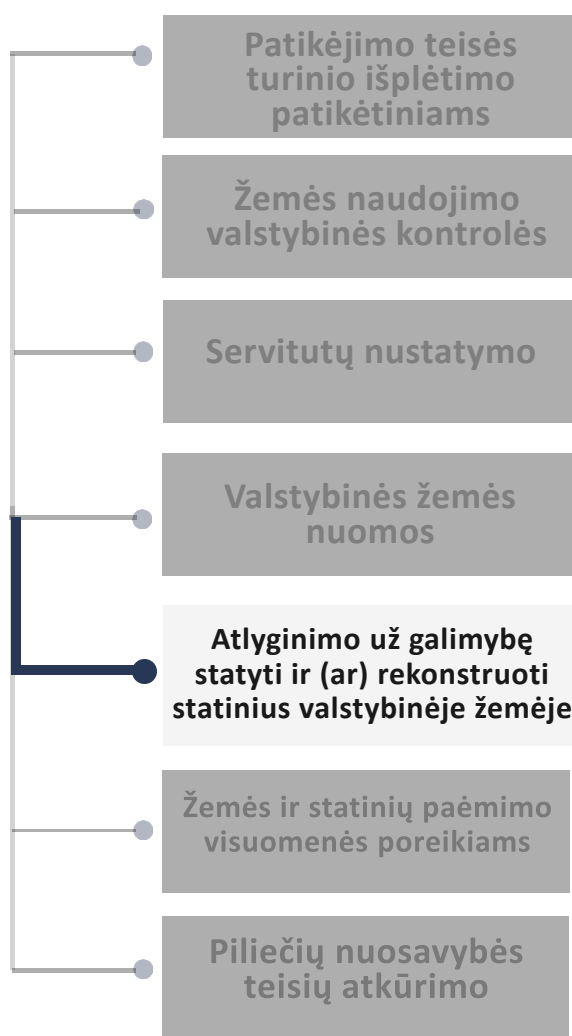 Patikėjimo teisės
turinio išplėtimo
patikėtiniams
Žemės naudojimo
valstybinės kontrolės
Servitutų nustatymo
Valstybinės žemės
nuomos
Atlyginimo už galimybę
statyti ir (ar) rekonstruoti
statinius valstybinėje žemėje
Žemės ir statinių paėmimo
visuomenės poreikiams
Piliečių nuosavybės
teisių atkūrimo